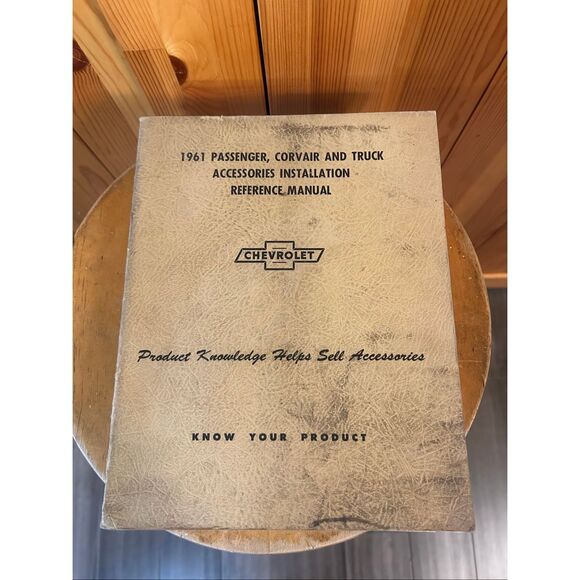 1961 PASSENGER, CORVAIR AND TRUCK
ACCESSORIES INSTALLATION
REFERENCE MANUAL
CHEVROLET
Product Knowledge Helps Sell Accessories
KNOW YOUR PRODUCT